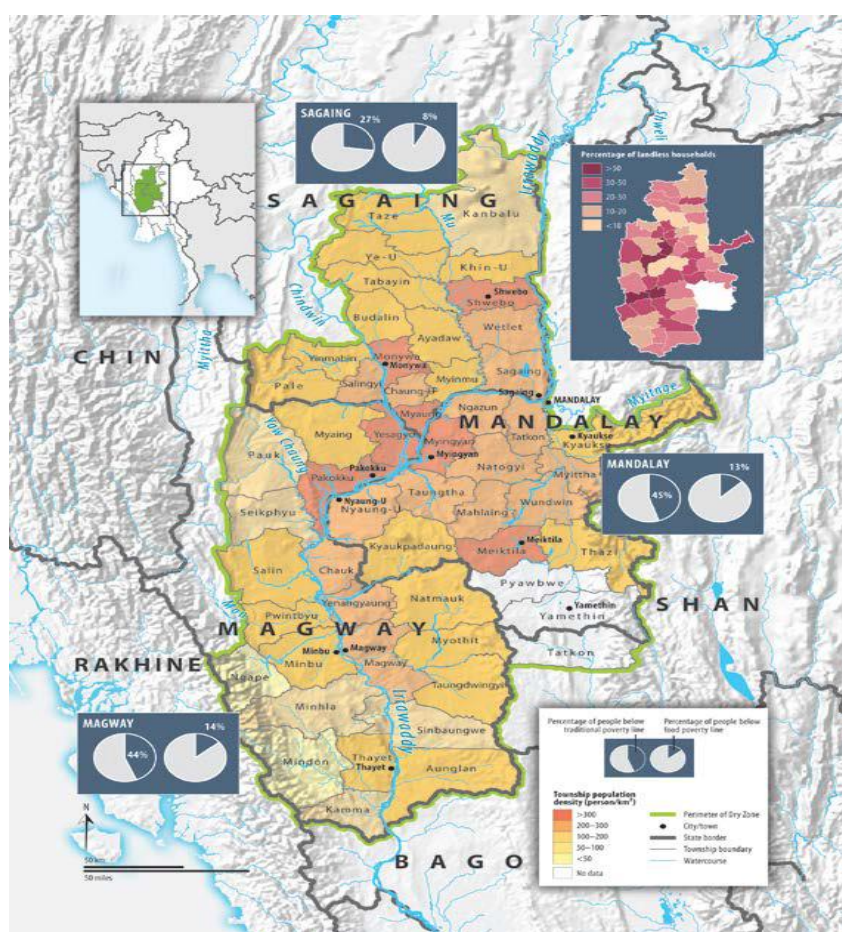 SAGAING
27%
8%
Shweli
Irrawaddy
Percentage of landless households
>50
30-50
20-50
10-20
<10
SAGAING
Kanbalu
Taze
Mu
Ye-U
Khin-U
Tabayin
Chindwin
Shwebo
Shwebo
Budalin
Wetlet
Ayadaw
CHIN
Myittha
Yinmabin
Monywa
Monywa
Pale
Salingyi
Chaung-U
Myinmu
Sagaing
Sagaing
MANDALAY
Myitnge
Myaung
Ngazun
MANDALAY
Myaing
Yesagyo
Myingyan
Myingyan
Tatkon
Kyaukse
Kyaukse
Yaw Chaung
Pauk
Pakokku
Pakokku
Natogyi
Myittha
MANDALAY
45%
13%
Nyaung-U
Nyaung-U
Taungtha
Mahlaing
Wundwin
Seikphyu
Kyaukpadaung
Meiktila
Meiktila
Thazi
Salin
Chauk
Pyawbwe
Yenangyaung
Natmauk
Yamethin
Yamethin
SHAN
Mon
Pwintbyu
MAGWAY
Myothit
RAKHINE
Minbu
Minbu
Magway
Magway
Tatkon
Ngape
Taungdwingyi
Minhla
Irrawaddy
Sinbaungwe
MAGWAY
44%
14%
Mindon
Thayet
Thayet
Aunglan
Kamma
BAGO
N
50 km
50 miles
Percentage of people below
traditional poverty line
Percentage of people below
food poverty line
Township population
density (person/km²)
>300
200-300
100-200
50-100
<50
No data
Perimeter of Dry Zone
City/town
State border
Township boundary
Watercourse